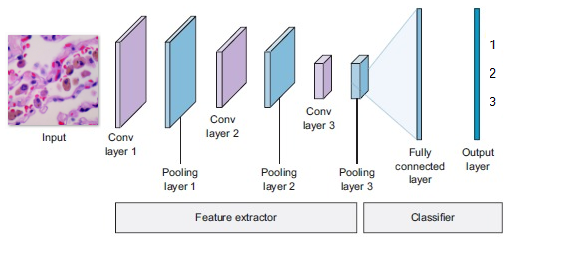 1
2
3
Input
Conv
layer 1
Pooling
layer 1
Conv
layer 2
Pooling
layer 2
Conv
layer 3
Pooling
layer 3
Fully
connected
layer
Output
layer
Feature extractor
Classifier